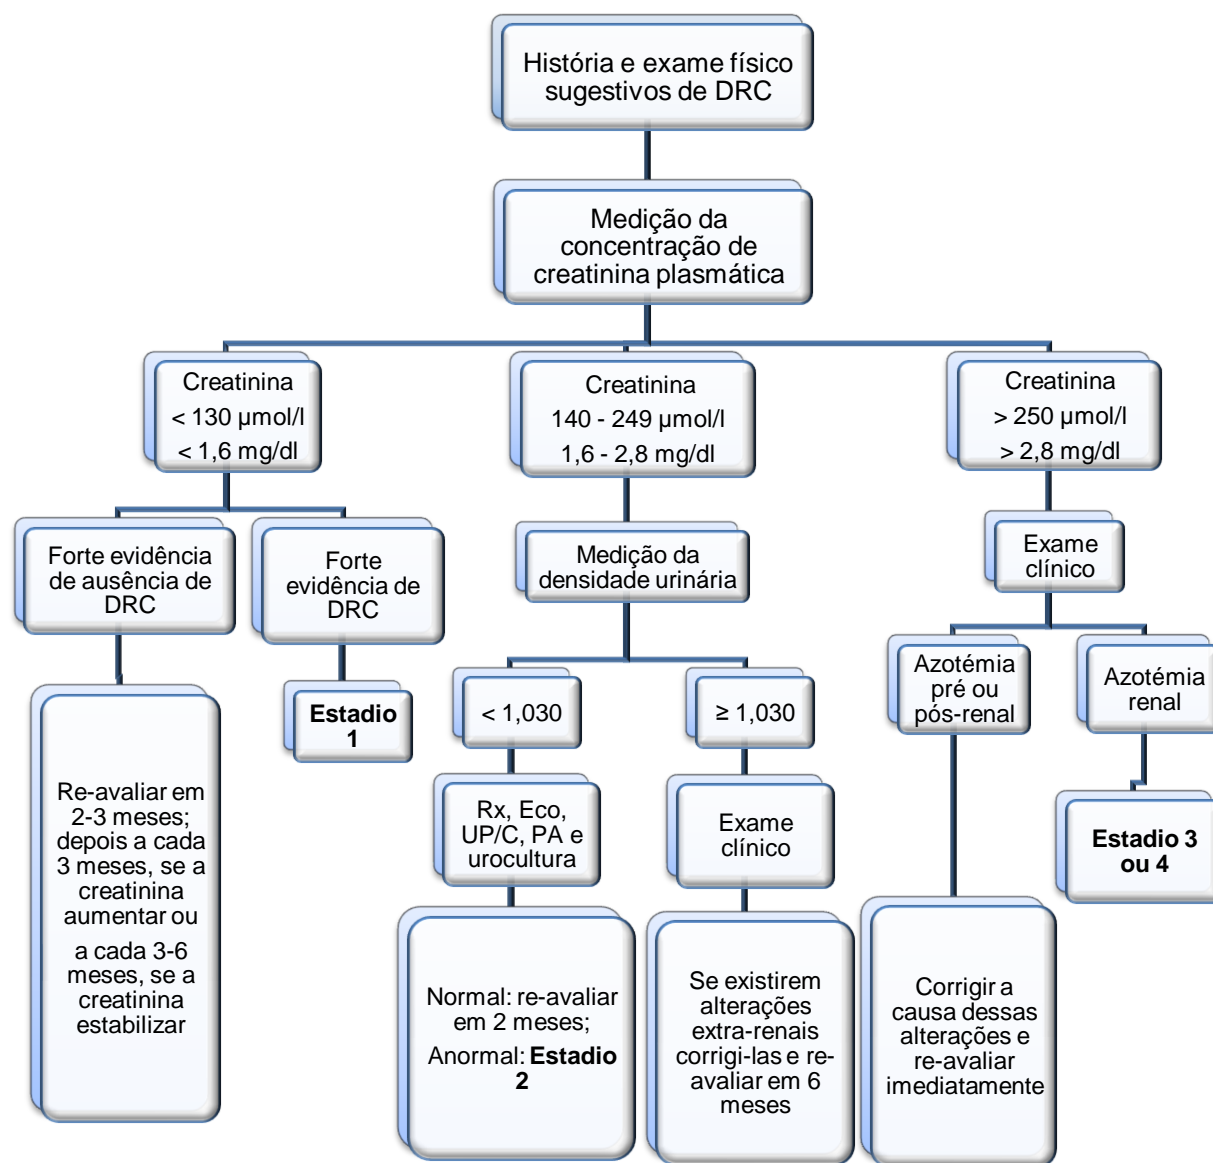 História e exame físico
sugestivos de DRC
Medição da
concentração de
creatinina plasmática
Creatinina
< 130 µmol/l
< 1,6 mg/dl
Creatinina
140 - 249 µmol/l
1,6 - 2,8 mg/dl
Creatinina
> 250 µmol/l
> 2,8 mg/dl
Forte evidência
de ausência de
DRC
Forte
evidência de
DRC
Medição da
densidade urinária
Exame
clínico
Re-avaliar em
2-3 meses;
depois a cada
3 meses, se a
creatinina
aumentar ou
a cada 3-6
meses, se a
creatinina
estabilizar
Estadio
1
< 1,030
≥ 1,030
Azotémia
pré ou
pós-renal
Azotémia
renal
Rx, Eco,
UP/C, PA e
urocultura
Exame
clínico
Estadio 3
ou 4
Normal: re-avaliar
em 2 meses;
Anormal: Estadio
2
Se existirem
alterações
extra-renais
corrigi-las e re-
avaliar em 6
meses
Corrigir a
causa dessas
alterações e
re-avaliar
imediatamente